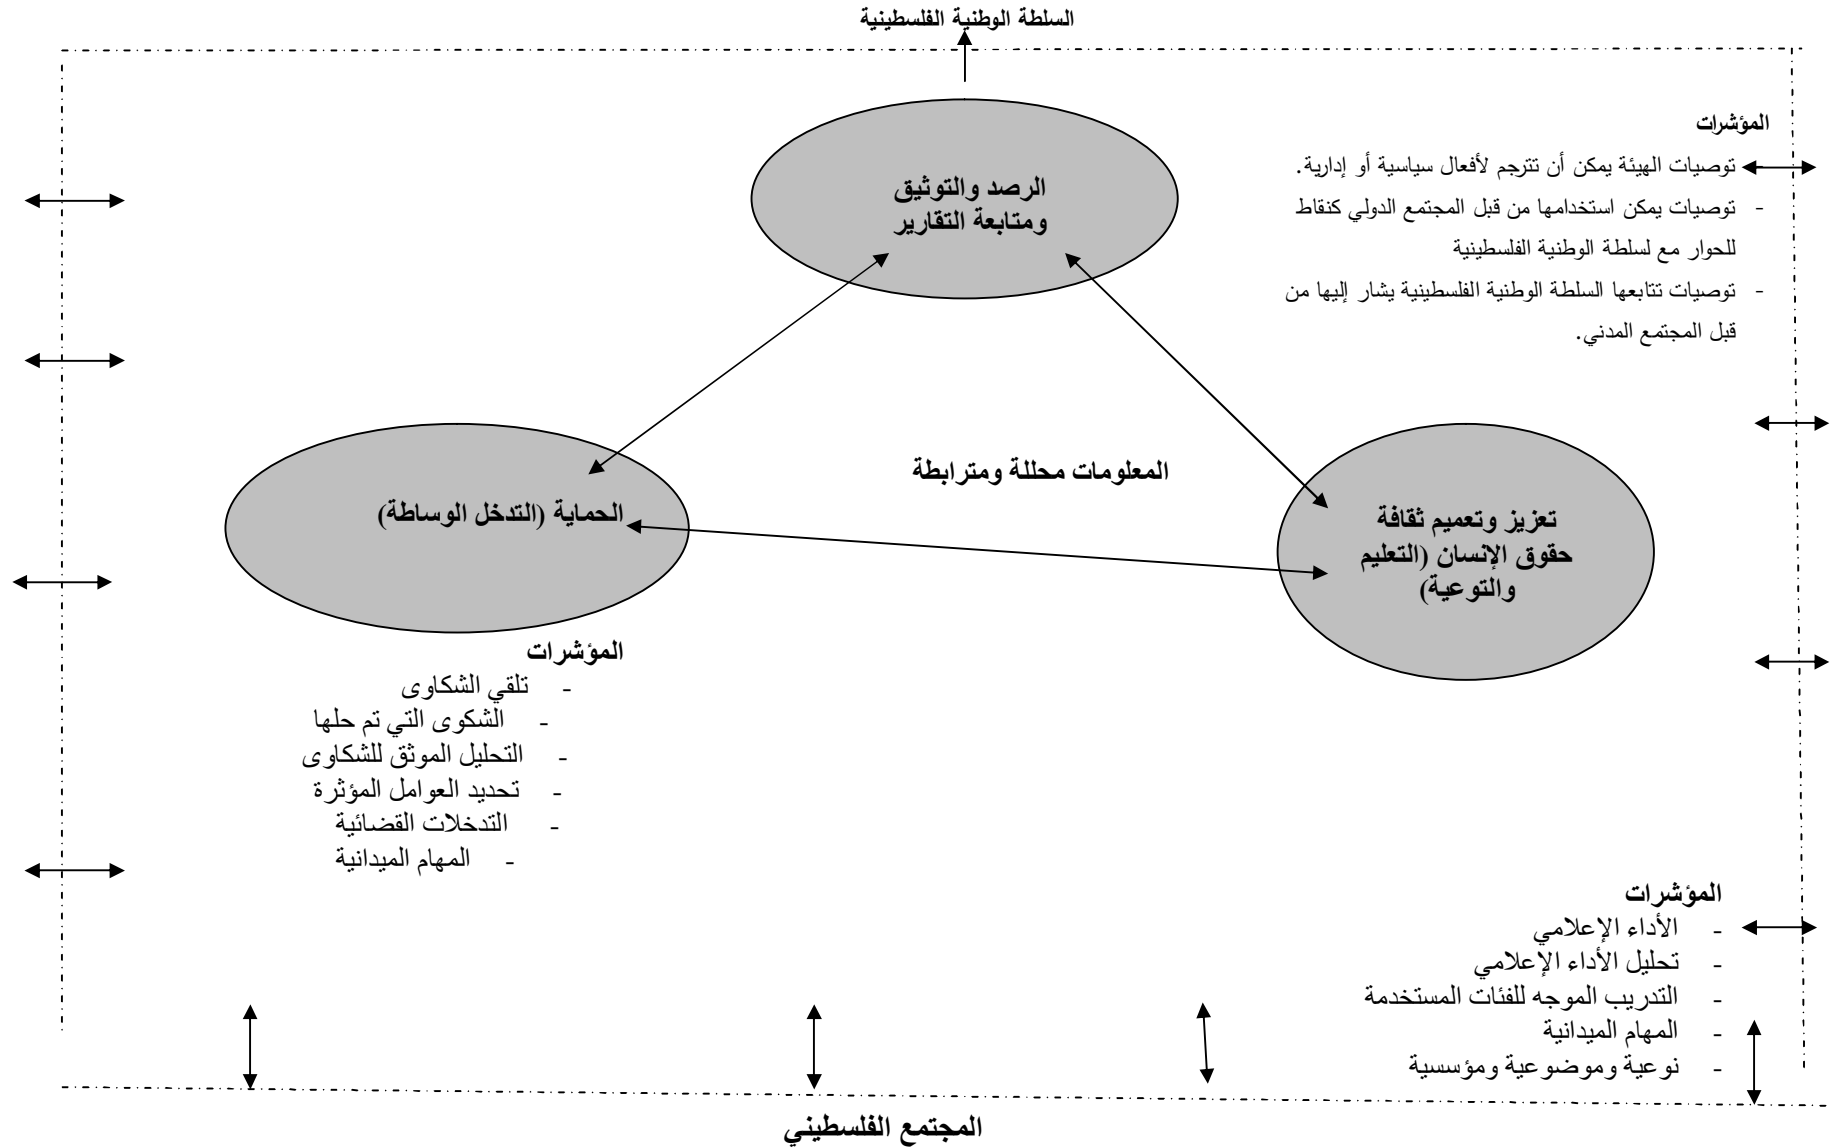 السلطة الوطنية الفلسطينية
الرصد والتوثيق
ومتابعة التقارير
المؤشرات
توصيات الهيئة يمكن أن تترجم لأفعال سياسية أو إدارية.
- توصيات يمكن استخدامها من قبل المجتمع الدولي كنقاط
للحوار مع لسلطة الوطنية الفلسطينية
- توصيات تتابعها السلطة الوطنية الفلسطينية يشار إليها من
قبل المجتمع المدني.
المعلومات محللة ومترابطة
تعزيز وتعميم ثقافة
حقوق الإنسان (التعليم
والتوعية)
الحماية (التدخل الوساطة)
المؤشرات
- تلقي الشكاوى
- الشكوى التي تم حلها
- التحليل الموثق للشكاوى
- تحديد العوامل المؤثرة
- التدخلات القضائية
- المهام الميدانية
المؤشرات
- الأداء الإعلامي
- تحليل الأداء الإعلامي
- التدريب الموجه للفئات المستخدمة
- المهام الميدانية
- نوعية وموضوعية ومؤسسية
المجتمع الفلسطيني